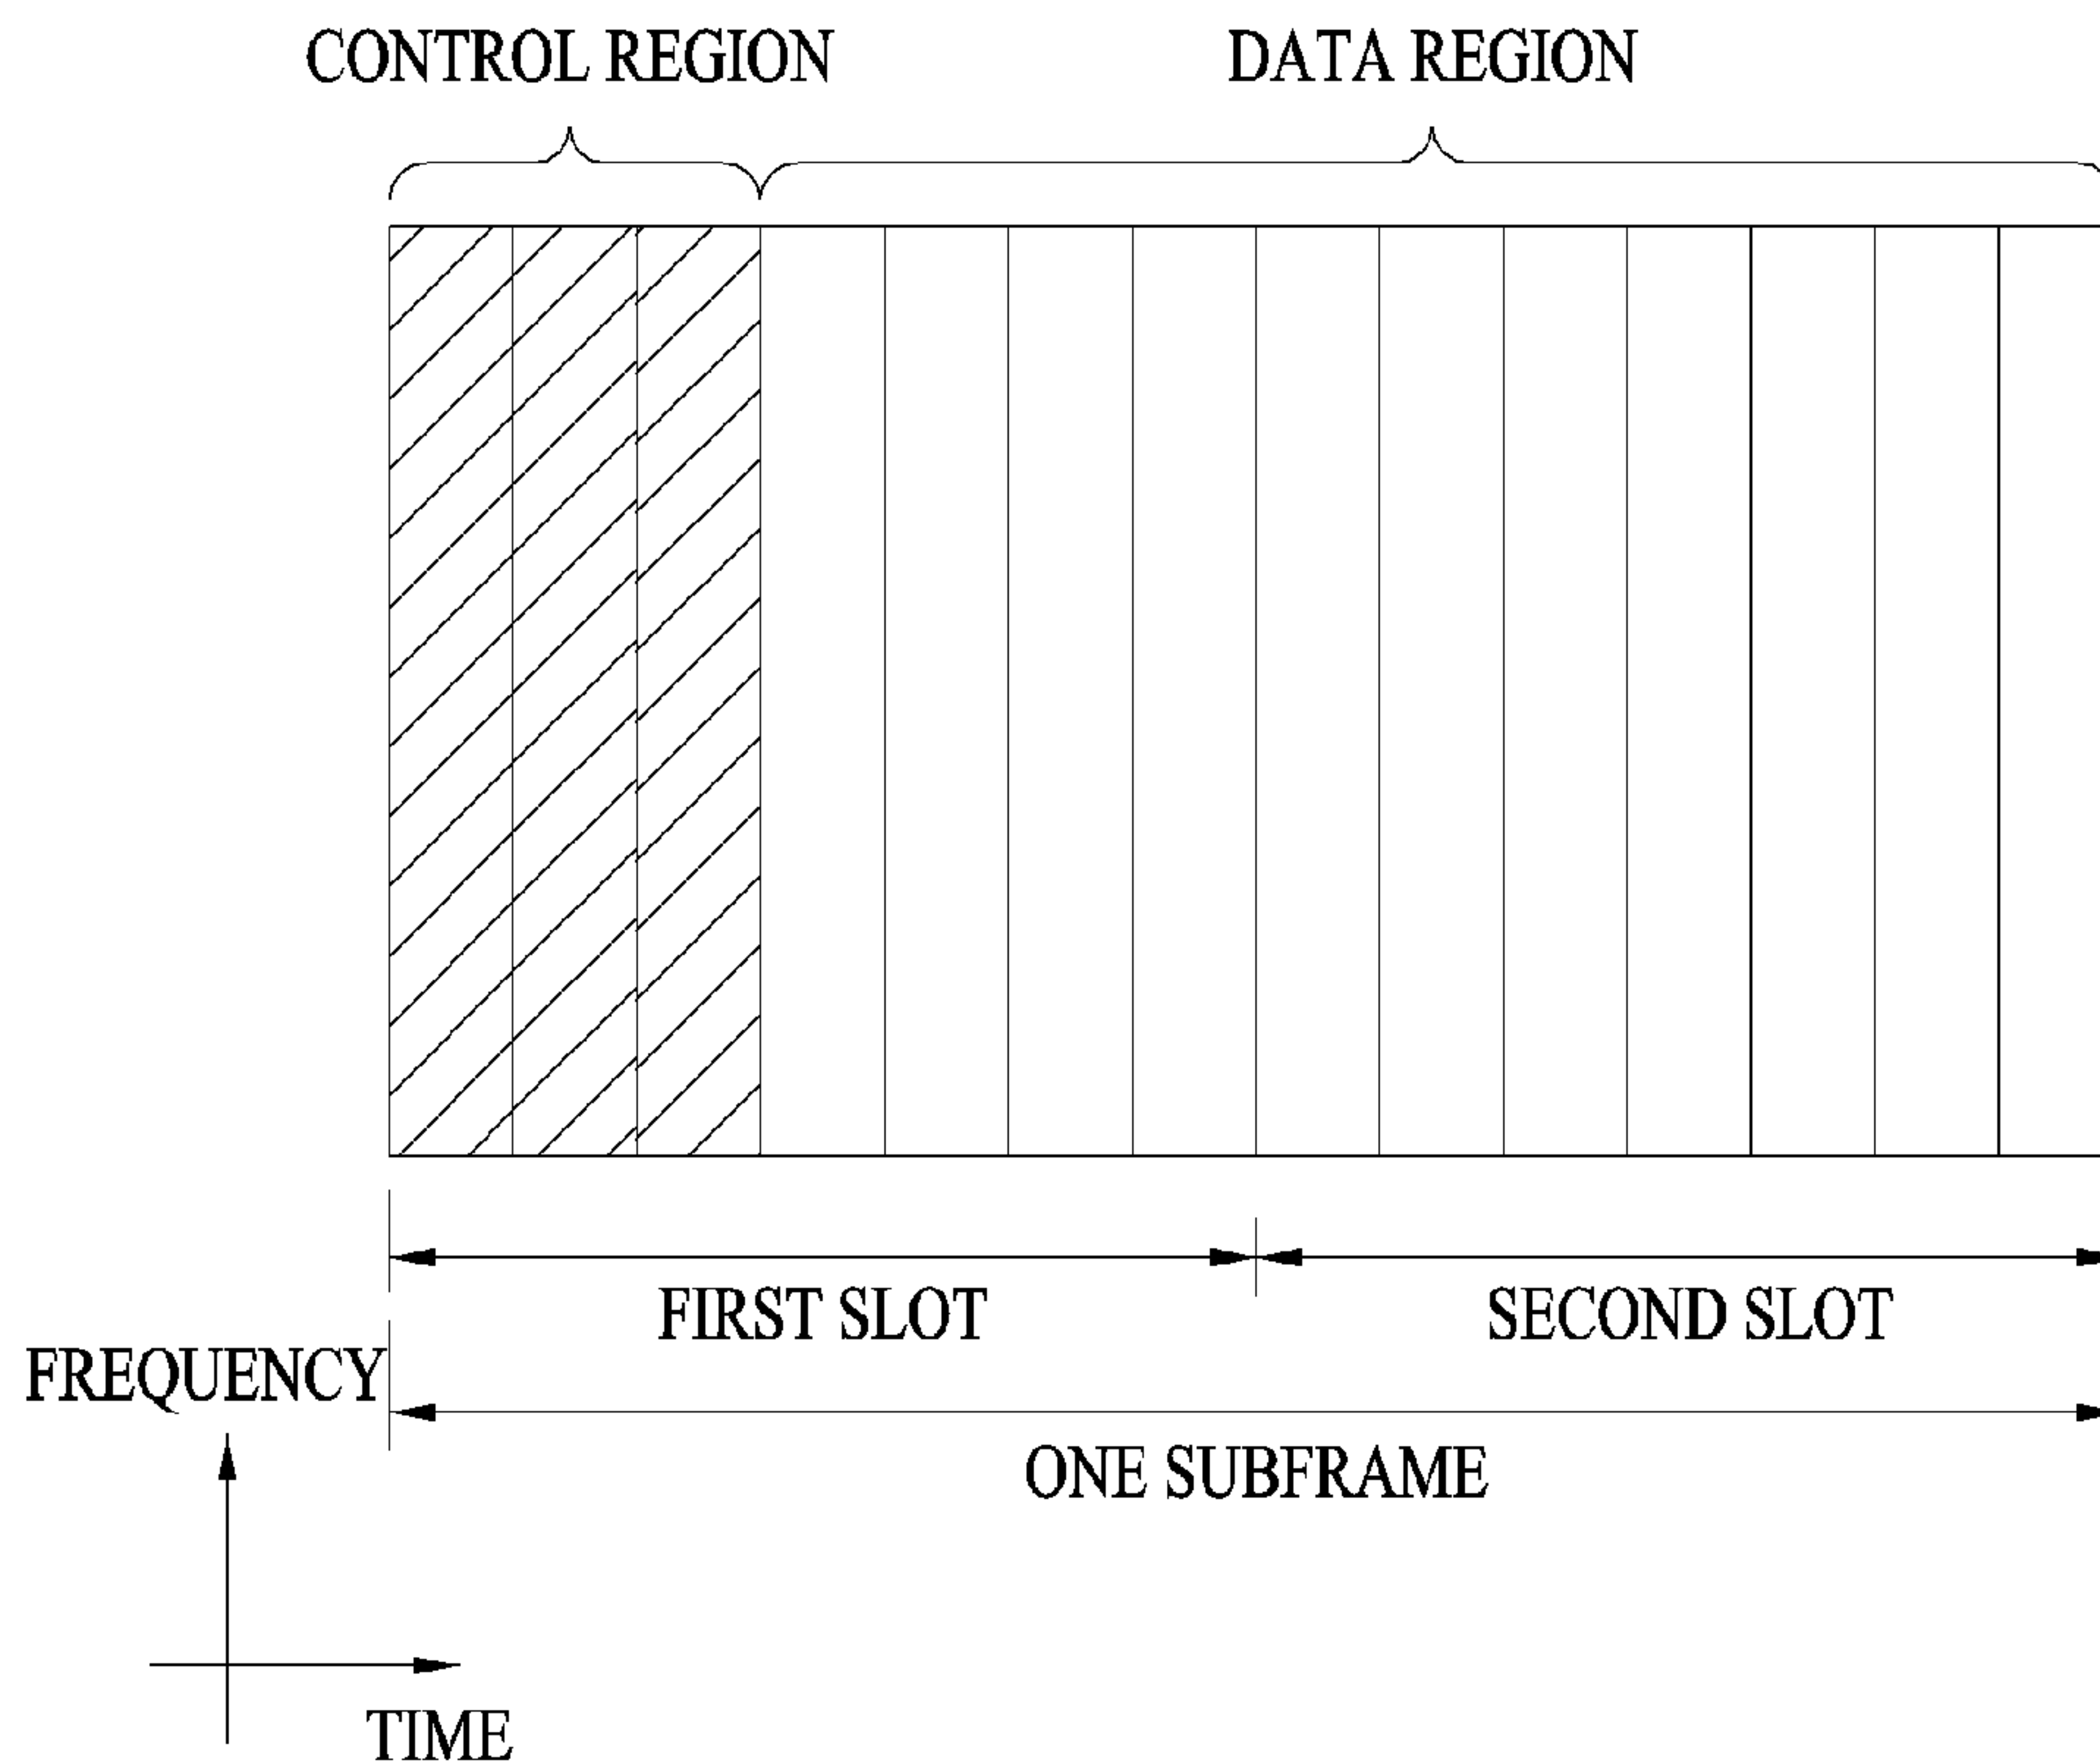 CONTROL REGION
DATA REGION
FIRST SLOT
SECOND SLOT
FREQUENCY
ONE SUBFRAME
TIME